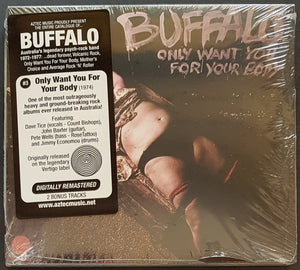 AZTEC MUSIC PROUDLY PRESENT
THE ENTIRE CATALOGUE OF...
BUFFALO
Australia's legendary psych-rock band
1972-1977 ...dead forever, Volcanic Rock,
Only Want You For Your Body, Mother's
Choice and Average Rock 'N' Roller
#3
Only Want You For
Your Body (1974)
One of the most outrageously
heavy and ground-breaking rock
albums ever released in Australia!
Featuring:
Dave Tice (vocals - Count Bishops),
John Baxter (guitar),
Pete Wells (bass - Rose Tattoo)
and Jimmy Economou (drums)
Originally released
on the legendary
Vertigo label
DIGITALLY REMASTERED
2 BONUS TRACKS
www.aztecmusic.net
BUFFALO
ONLY WANT YOU
FOR YOUR BODY